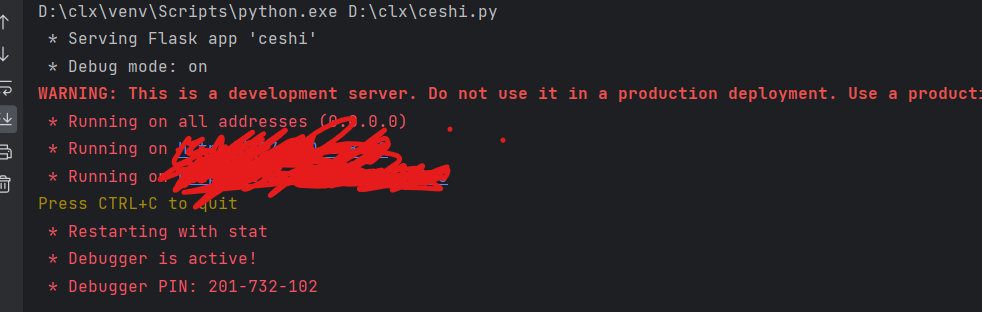 D:\clx\venv\Scripts\python.exe D:\clx\ceshi.py
* Serving Flask app 'ceshi'
* Debug mode: on
WARNING: This is a development server. Do not use it in a production deployment. Use a producti
* Running on all addresses (0.0.0.0)
* Running on
* Running on
Press CTRL+C to quit
* Restarting with stat
* Debugger is active!
* Debugger PIN: 201-732-102